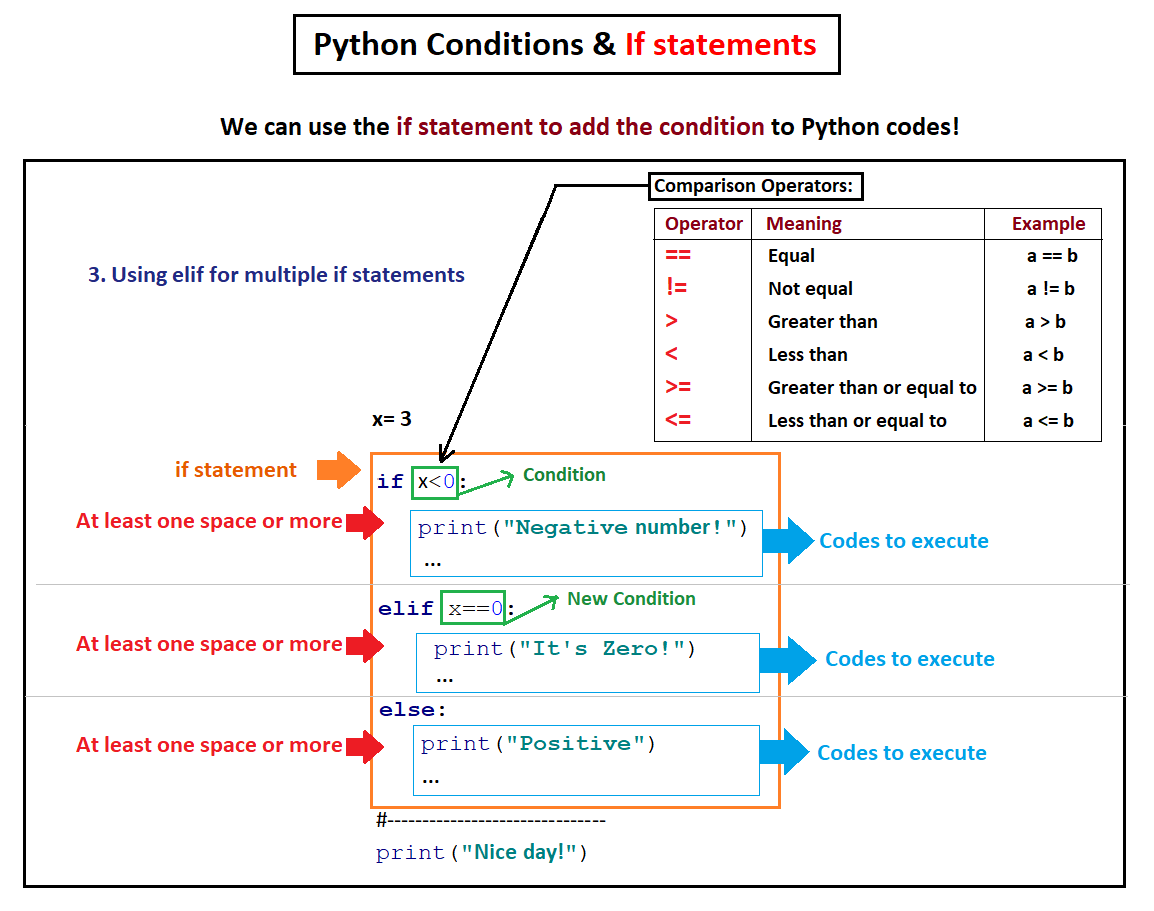 Python Conditions & If statements
We can use the if statement to add the condition to Python codes!
Comparison Operators:
Operator Meaning Example
== Equal a == b
!= Not equal a != b
> Greater than a > b
< Less than a < b
>= Greater than or equal to a >= b
<= Less than or equal to a <= b
3. Using elif for multiple if statements
x= 3
if statement
if x<0:
Condition
At least one space or more
print("Negative number!")
...
Codes to execute
elif x==0:
New Condition
At least one space or more
print("It's Zero!")
...
Codes to execute
else:
At least one space or more
print("Positive")
...
Codes to execute
#-------------------------------
print("Nice day!")